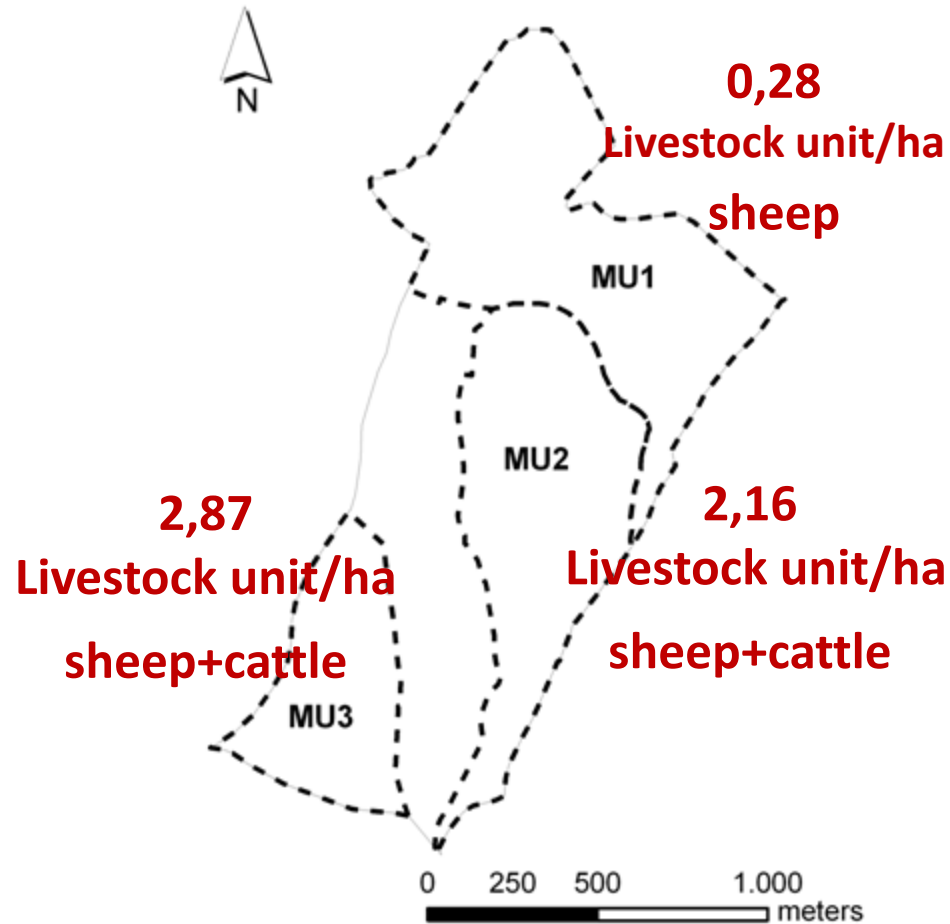 N
0,28
Livestock unit/ha
sheep
MU1
MU2
2,87
Livestock unit/ha
sheep+cattle
2,16
Livestock unit/ha
sheep+cattle
MU3
0 250 500 1.000
meters